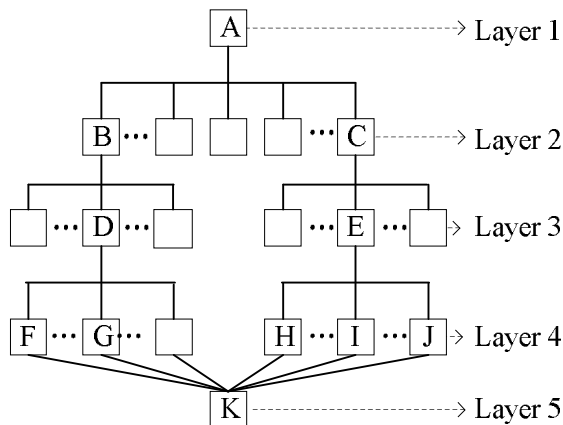 A Layer 1
B ... ... C Layer 2
... D ... ... E ... Layer 3
F ... G ... H ... I ... J Layer 4
K Layer 5